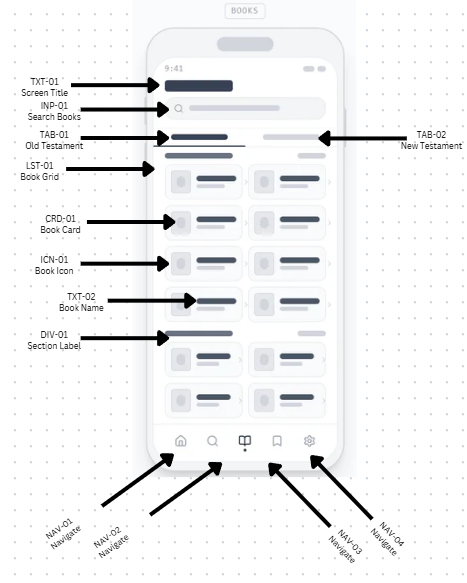 BOOKS
9:41
TXT-01
Screen Title
INP-01
Search Books
TAB-01
Old Testament
TAB-02
New Testament
LST-01
Book Grid
CRD-01
Book Card
ICN-01
Book Icon
TXT-02
Book Name
DIV-01
Section Label
NAV-01
Navigate
NAV-02
Navigate
NAV-03
Navigate
NAV-04
Navigate